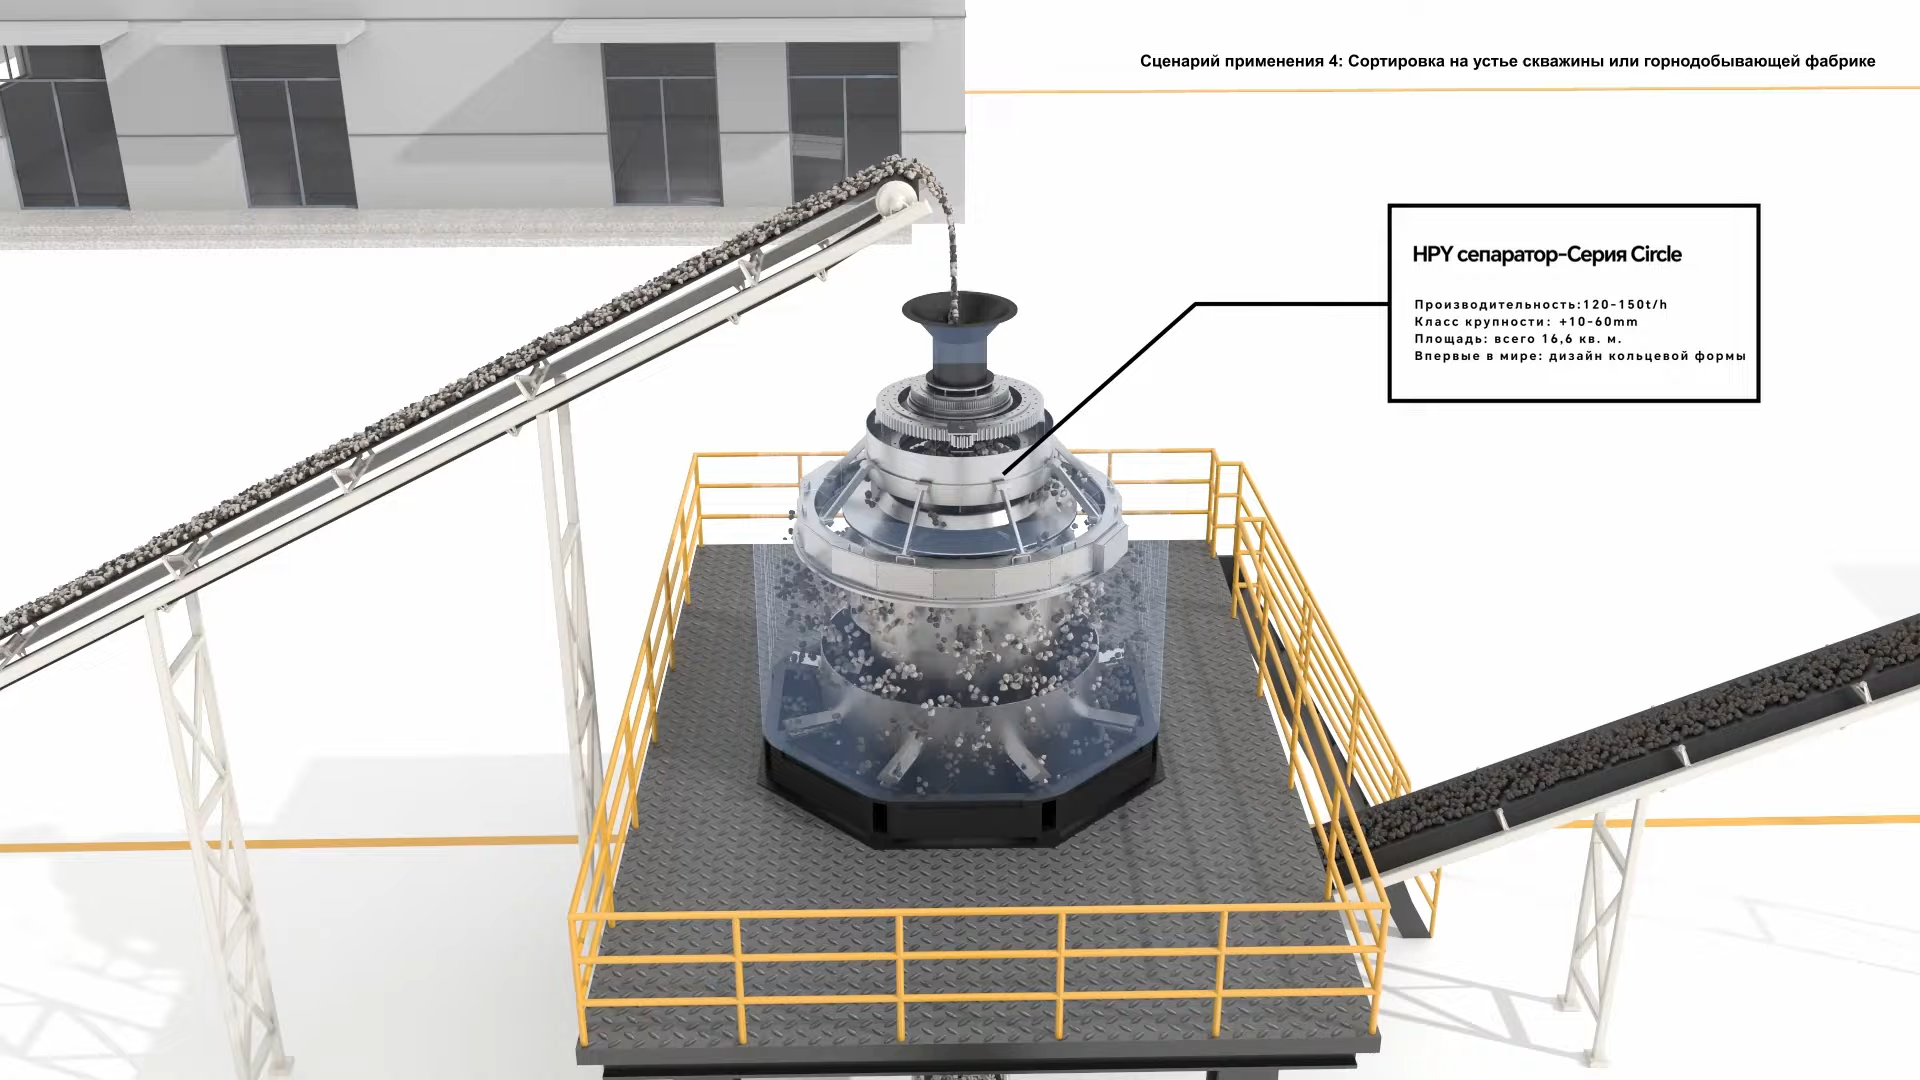 Сценарий применения 4: Сортировка на устье скважины или горнодобывающей фабрике
HPY сепаратор-Серия Circle
Производительность:120-150t/h
Класс крупности: +10-60mm
Площадь: всего 16,6 кв. м.
Впервые в мире: дизайн кольцевой формы